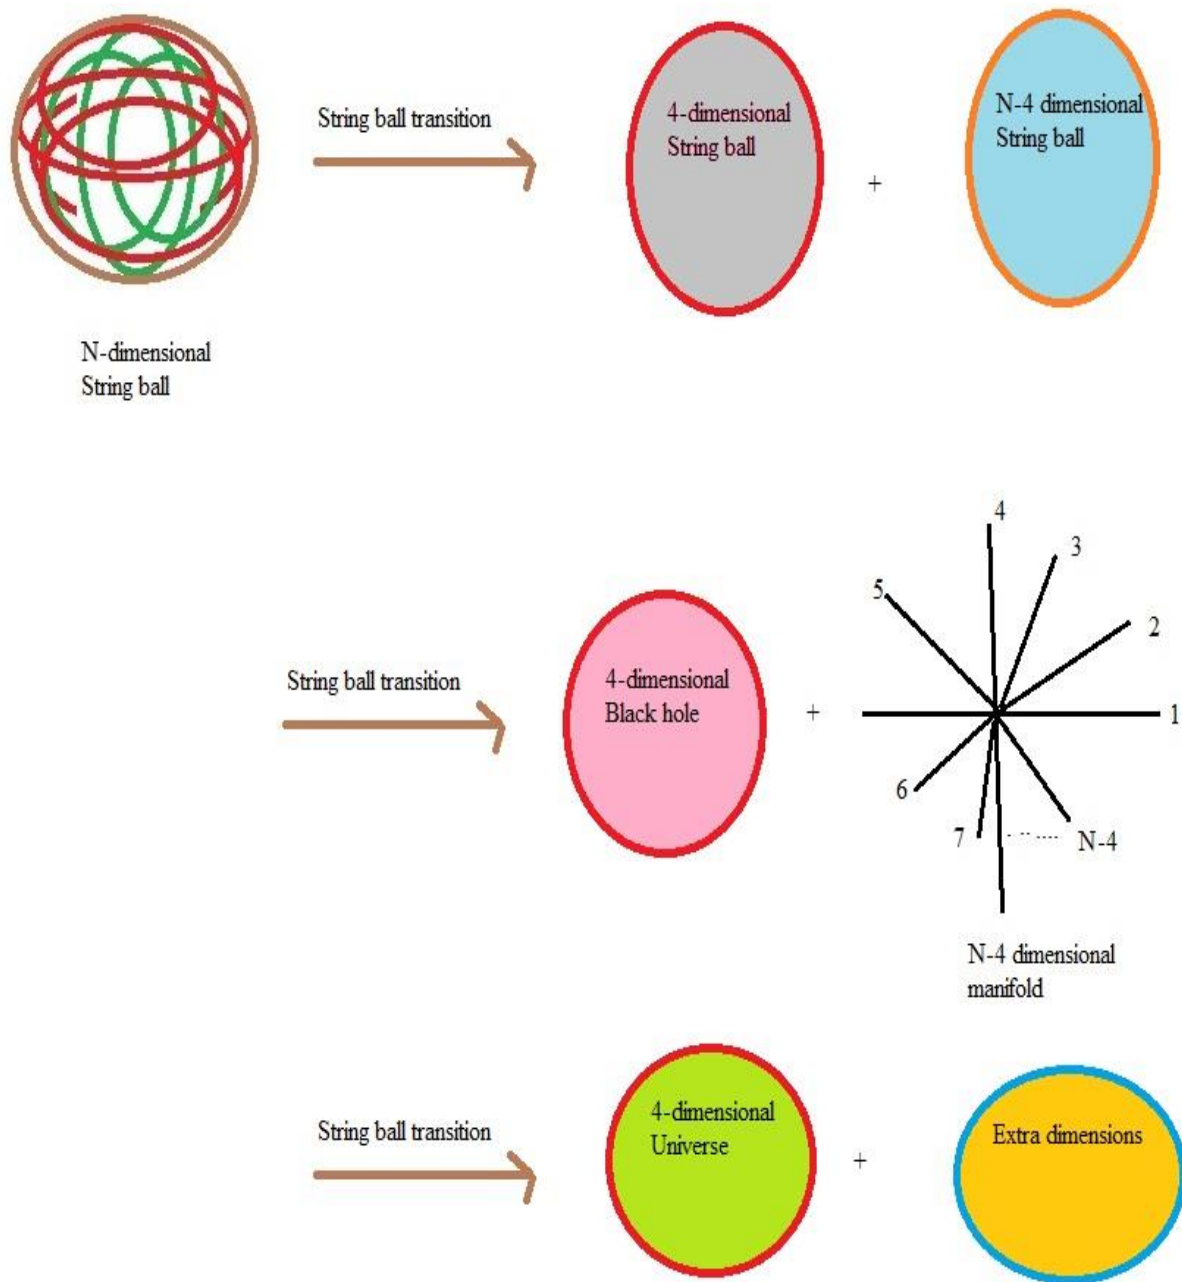 String ball transition
4-dimensional
String ball
+
N-4 dimensional
String ball
N-dimensional
String ball
String ball transition
4-dimensional
Black hole
+
4
3
5
2
1
6
7
N-4
N-4 dimensional
manifold
String ball transition
4-dimensional
Universe
+
Extra dimensions